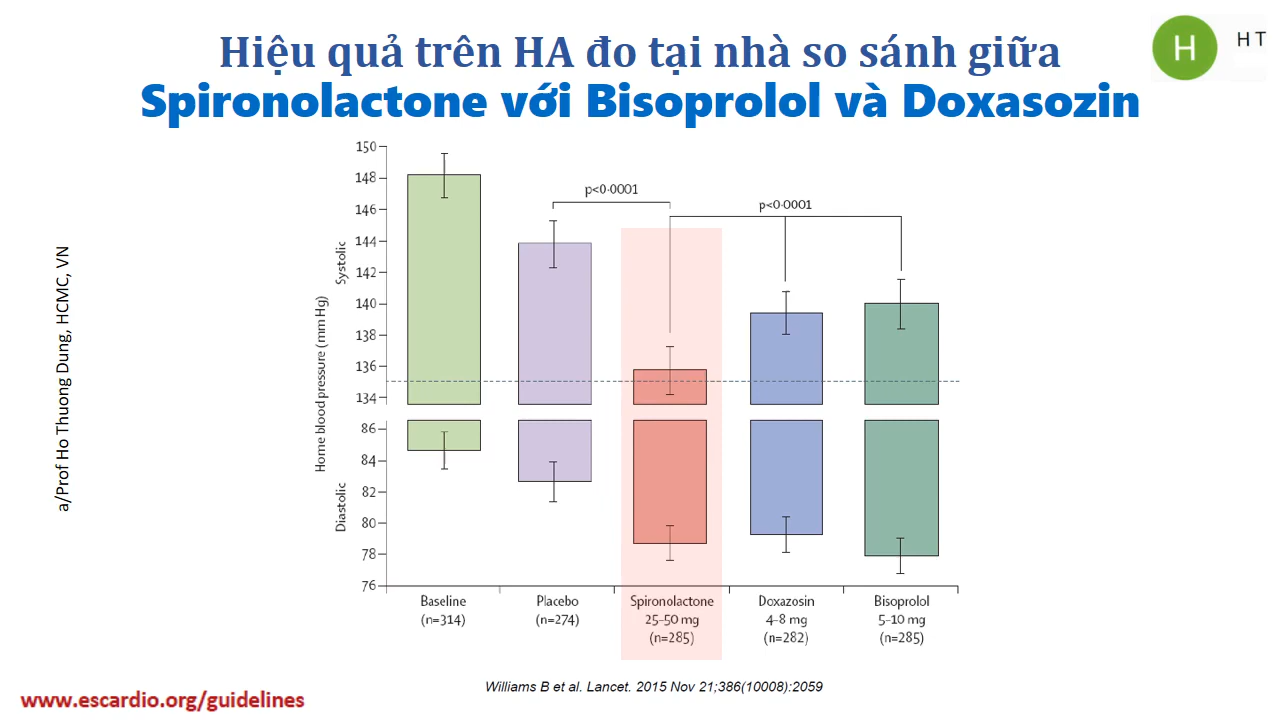 Hiệu quả trên HA đo tại nhà so sánh giữa
Spironolactone với Bisoprolol và Doxasozin
H
H T
a/Prof Ho Thuong Dung, HCMC, VN
Home blood pressure (mm Hg)
Systolic
Diastolic
150
148
146
144
142
140
138
136
134
86
84
82
80
78
76
p<0·0001
p<0·0001
Baseline
(n=314)
Placebo
(n=274)
Spironolactone
25–50 mg
(n=285)
Doxazosin
4–8 mg
(n=282)
Bisoprolol
5–10 mg
(n=285)
Williams B et al. Lancet. 2015 Nov 21;386(10008):2059
www.escardio.org/guidelines